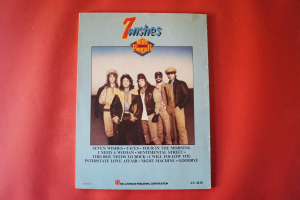 7 wishes
NIGHT
RANGER
SEVEN WISHES • FACES • FOUR IN THE MORNING
I NEED A WOMAN • SENTIMENTAL STREET •
THIS BOY NEEDS TO ROCK • I WILL FOLLOW YOU
INTERSTATE LOVE AFFAIR • NIGHT MACHINE • GOODBYE
HAL LEONARD PUBLISHING CORPORATION